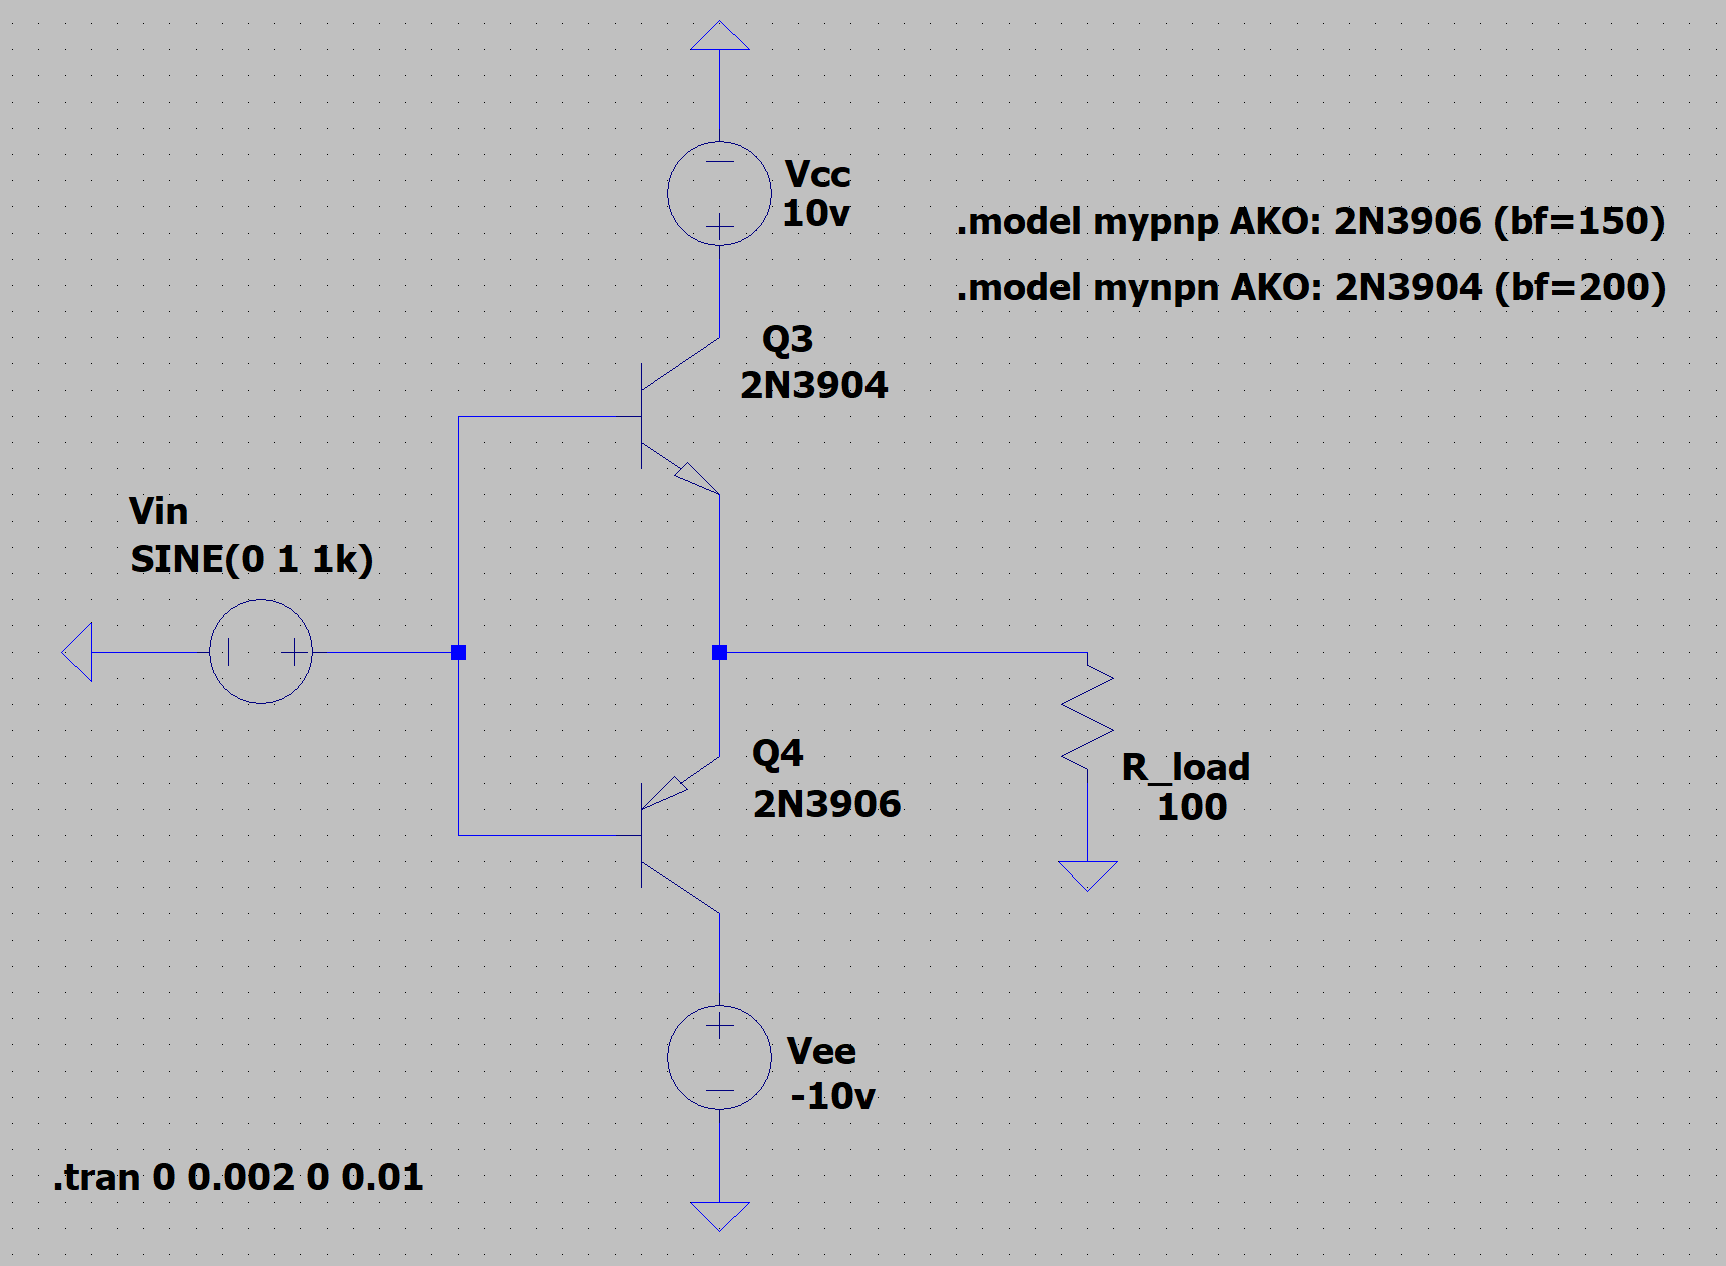 Vcc
10v
.model mypnp AKO: 2N3906 (bf=150)
.model mynpn AKO: 2N3904 (bf=200)
Q3
2N3904
Vin
SINE(0 1 1k)
Q4
2N3906
R_load
100
Vee
-10v
.tran 0 0.002 0 0.01